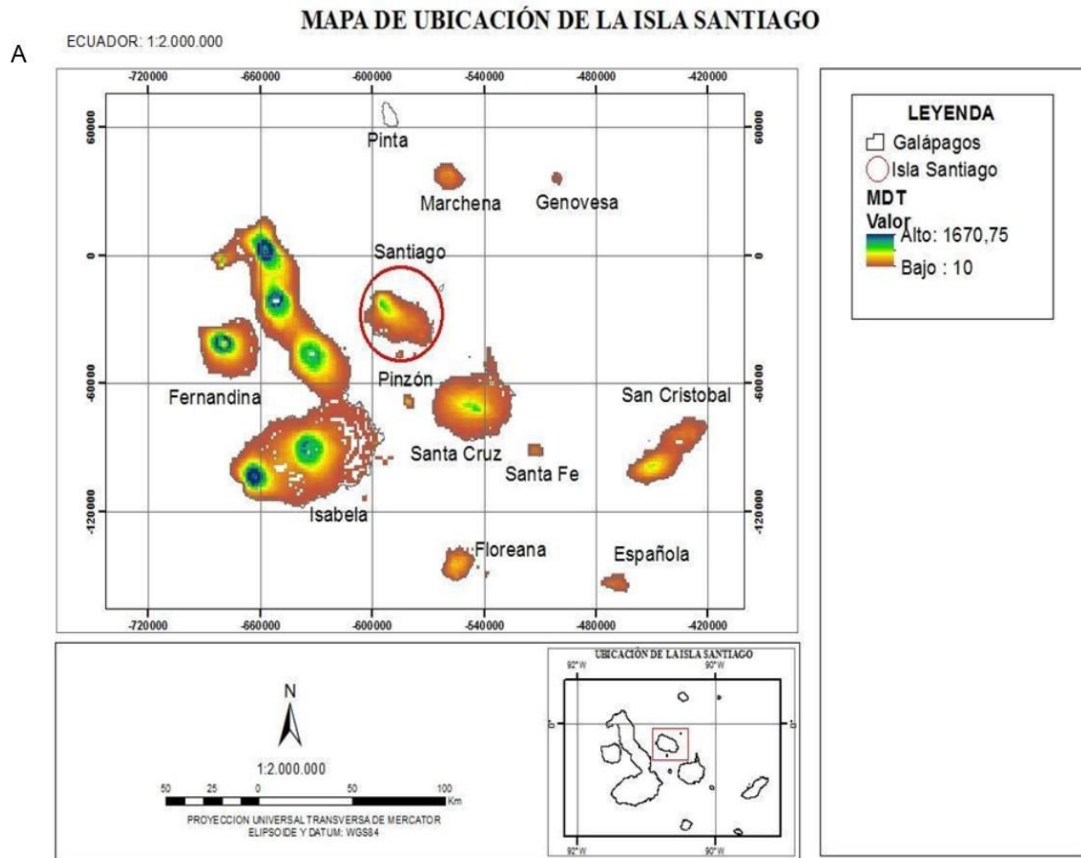 MAPA DE UBICACIÓN DE LA ISLA SANTIAGO
A
ECUADOR: 1:2.000.000
-720000 -660000 -600000 -540000 -480000 -420000
60000
0
-60000
-120000
Pinta
Marchena
Genovesa
Santiago
Fernandina
Pinzón
San Cristobal
Santa Cruz
Santa Fe
Isabela
Floreana
Española
60000
0
-60000
-120000
-720000 -660000 -600000 -540000 -480000 -420000
LEYENDA
Galápagos
Isla Santiago
MDT
Valor
Alto: 1670,75
Bajo : 10
N
1:2.000.000
50 25 0 50 100
Km
PROYECCION UNIVERSAL TRANSVERSA DE MERCATOR
ELIPSOIDE Y DATUM: WGS84
UBICACIÓN DE LA ISLA SANTIAGO
92°W 90°W
0° 0°
92°W 90°W